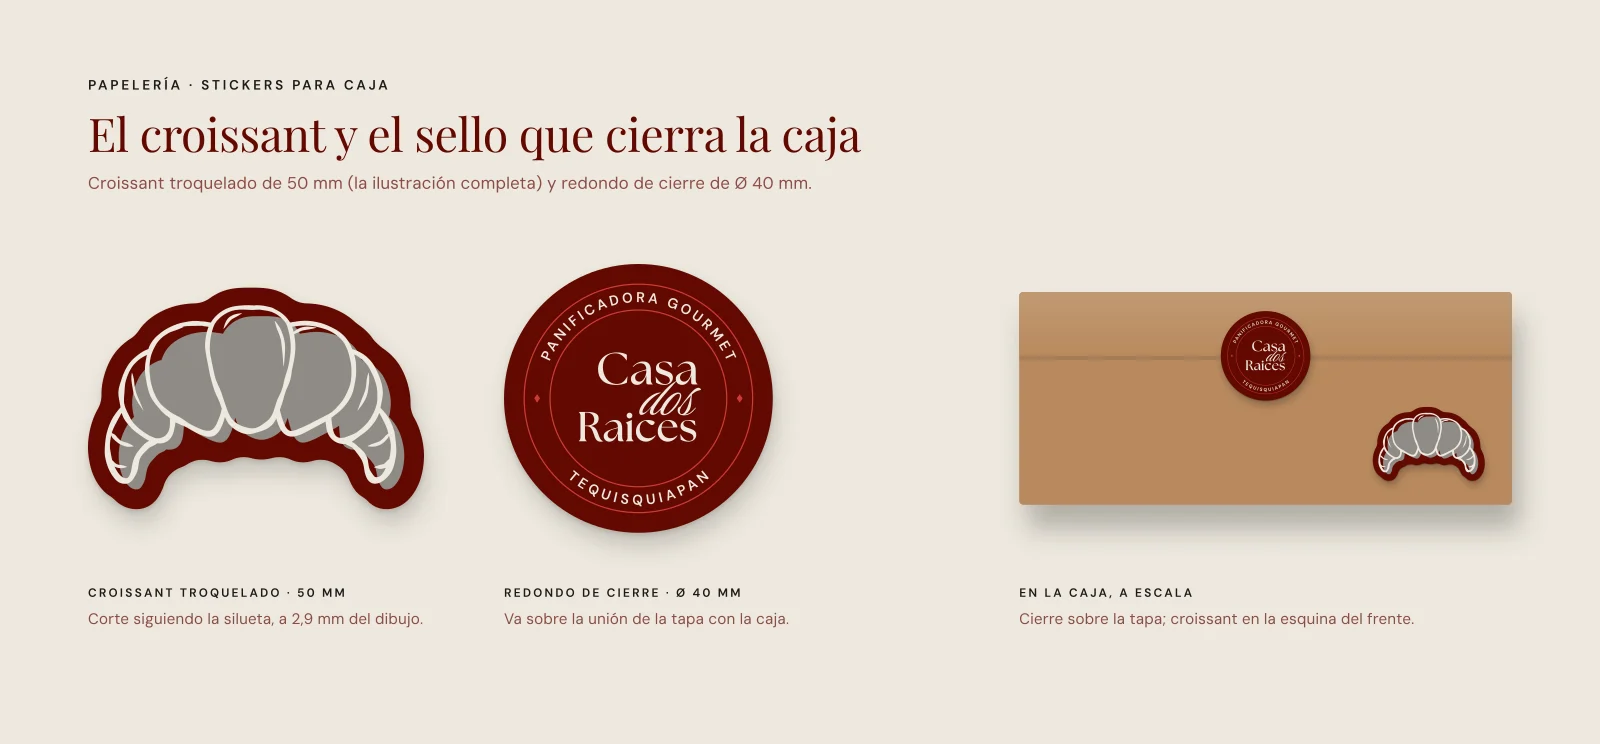 PAPELERÍA · STICKERS PARA CAJA
El croissant y el sello que cierra la caja
Croissant troquelado de 50 mm (la ilustración completa) y redondo de cierre de Ø 40 mm.
PANIFICADORA GOURMET
Casa
dos
Raices
TEQUISQUIAPAN
PANIFICADORA GOURMET
Casa
dos
Raices
TEQUISQUIAPAN
CROISSANT TROQUELADO · 50 MM
Corte siguiendo la silueta, a 2,9 mm del dibujo.
REDONDO DE CIERRE · Ø 40 MM
Va sobre la unión de la tapa con la caja.
EN LA CAJA, A ESCALA
Cierre sobre la tapa; croissant en la esquina del frente.